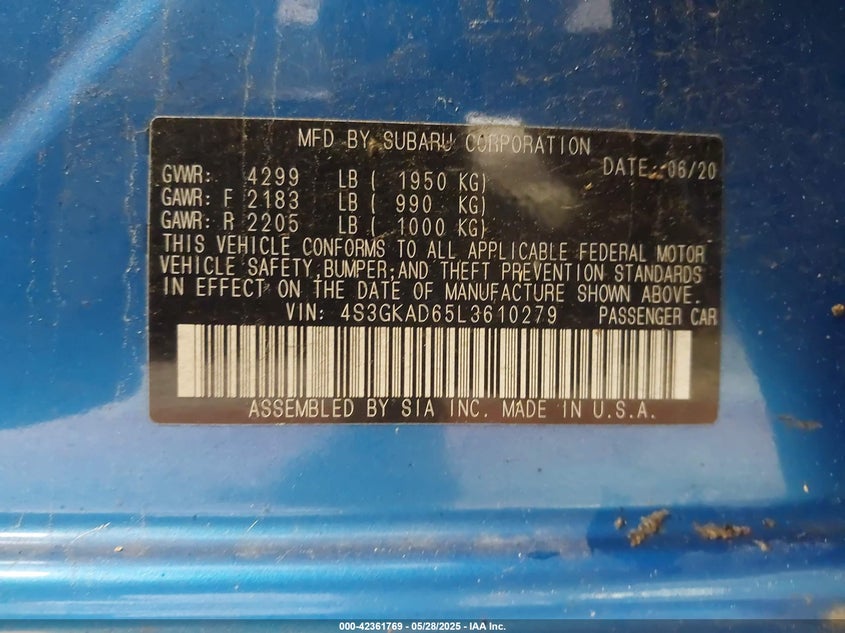 MFD BY SUBARU CORPORATION
DATE 06/20
GVWR: 4299 LB ( 1950 KG)
GAWR: F 2183 LB ( 990 KG)
GAWR: R 2205 LB ( 1000 KG)
THIS VEHICLE CONFORMS TO ALL APPLICABLE FEDERAL MOTOR
VEHICLE SAFETY, BUMPER, AND THEFT PREVENTION STANDARDS
IN EFFECT ON THE DATE OF MANUFACTURE SHOWN ABOVE.
VIN: 4S3GKAD65L3610279 PASSENGER CAR
ASSEMBLED BY SIA INC. MADE IN U.S.A.
000-42361769 - 05/28/2025 - IAA Inc.